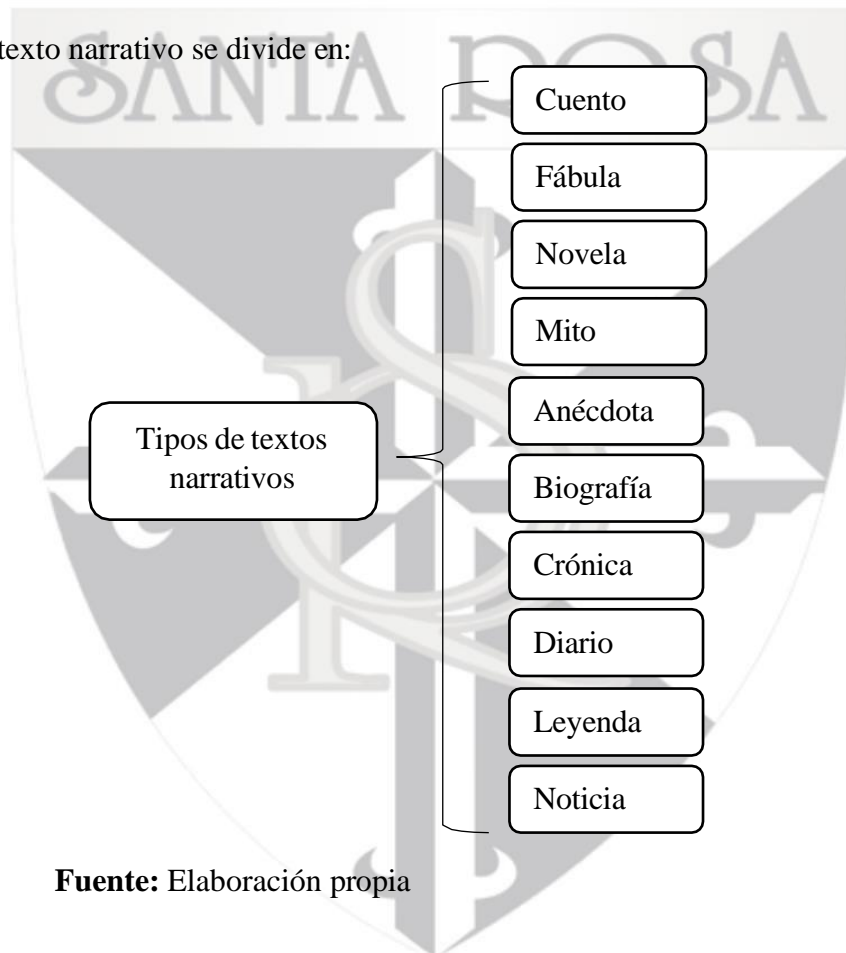 SANTA ROSA
texto narrativo se divide en:
Cuento
Fábula
Novela
Mito
Anécdota
Tipos de textos
narrativos
Biografía
Crónica
Diario
Leyenda
Noticia
Fuente: Elaboración propia